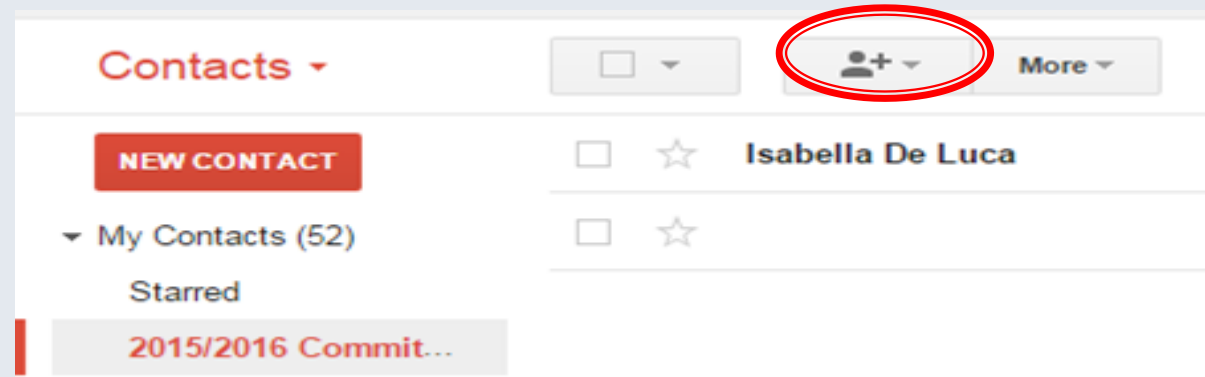 Contacts
More
NEW CONTACT
Isabella De Luca
My Contacts (52)
Starred
2015/2016 Commit...